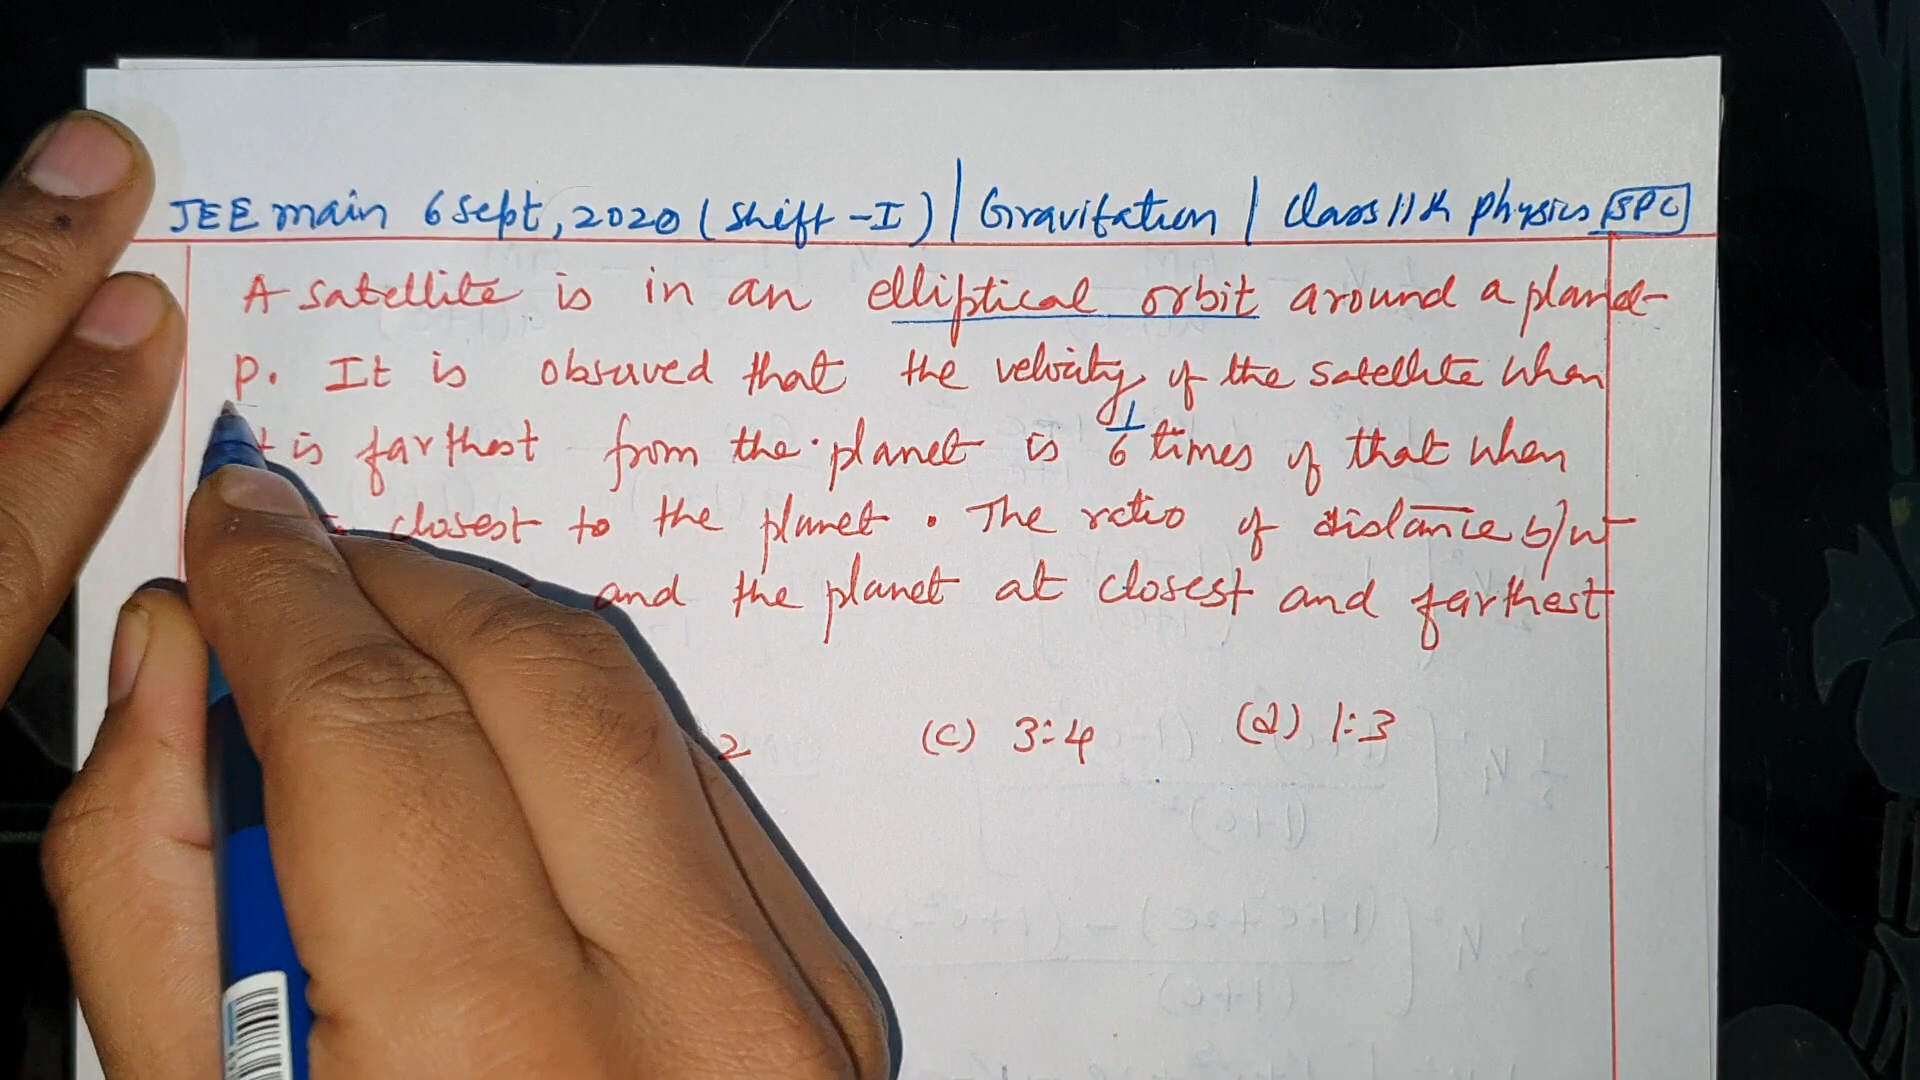 JEE main 6 Sept, 2020 (Shift-I) | Gravitation | Class 11th physics SPC
A satellite is in an elliptical orbit around a planet
P. It is observed that the velocity of the satellite when
it is farthest from the planet is 1/6 times of that when
closest to the planet. The ratio of distance b/w
and the planet at closest and farthest
2 (c) 3:4 (d) 1:3